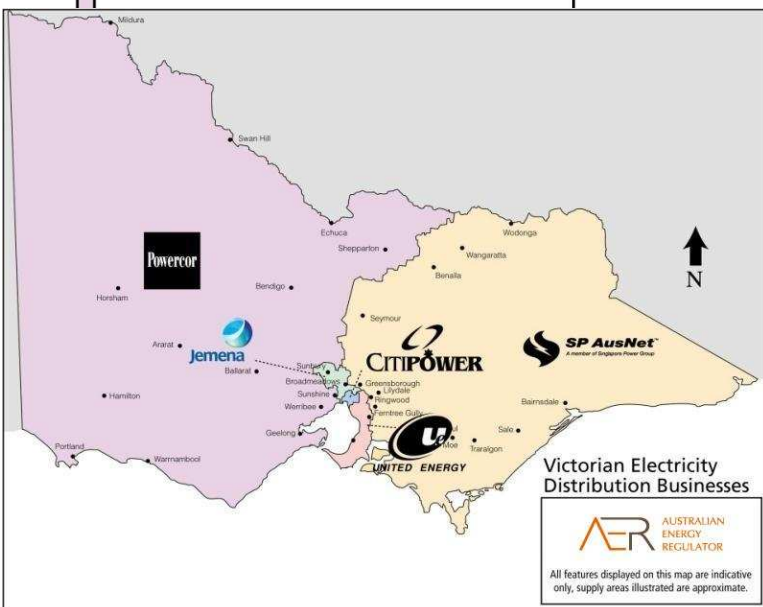 Mildura
Swan Hill
Echuca
Wodonga
Shepparton
Wangaratta
Benalla
Powercor
N
Horsham
Bendigo
Seymour
Jemena
CITIPOWER
SP AusNet™
A member of Singapore Power Group
Ararat
Ballarat
Sunbury
Broadmeadows
Greensborough
Lilydale
Sunshine
Ringwood
Hamilton
Werribee
Ferntree Gully
Bairnsdale
Geelong
Ue
UNITED ENERGY
Moe
Sale
Traralgon
Portland
Warrnambool
Victorian Electricity
Distribution Businesses
AER
AUSTRALIAN
ENERGY
REGULATOR
All features displayed on this map are indicative
only, supply areas illustrated are approximate.